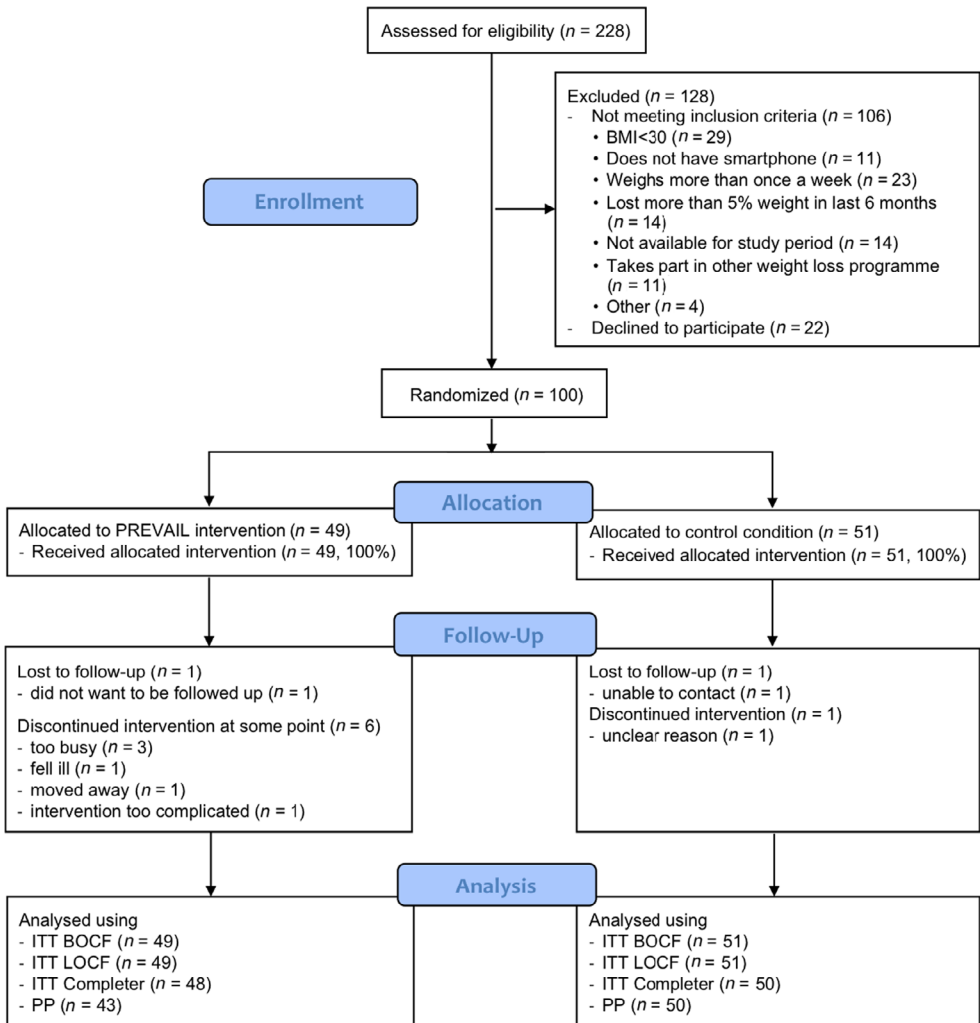 Assessed for eligibility (n = 228)
Excluded (n = 128)
- Not meeting inclusion criteria (n = 106)
• BMI<30 (n = 29)
• Does not have smartphone (n = 11)
• Weighs more than once a week (n = 23)
• Lost more than 5% weight in last 6 months
(n = 14)
• Not available for study period (n = 14)
• Takes part in other weight loss programme
(n = 11)
• Other (n = 4)
- Declined to participate (n = 22)
Enrollment
Randomized (n = 100)
Allocation
Allocated to PREVAIL intervention (n = 49)
- Received allocated intervention (n = 49, 100%)
Allocated to control condition (n = 51)
- Received allocated intervention (n = 51, 100%)
Follow-Up
Lost to follow-up (n = 1)
- did not want to be followed up (n = 1)
Discontinued intervention at some point (n = 6)
- too busy (n = 3)
- fell ill (n = 1)
- moved away (n = 1)
- intervention too complicated (n = 1)
Lost to follow-up (n = 1)
- unable to contact (n = 1)
Discontinued intervention (n = 1)
- unclear reason (n = 1)
Analysis
Analysed using
- ITT BOCF (n = 49)
- ITT LOCF (n = 49)
- ITT Completer (n = 48)
- PP (n = 43)
Analysed using
- ITT BOCF (n = 51)
- ITT LOCF (n = 51)
- ITT Completer (n = 50)
- PP (n = 50)